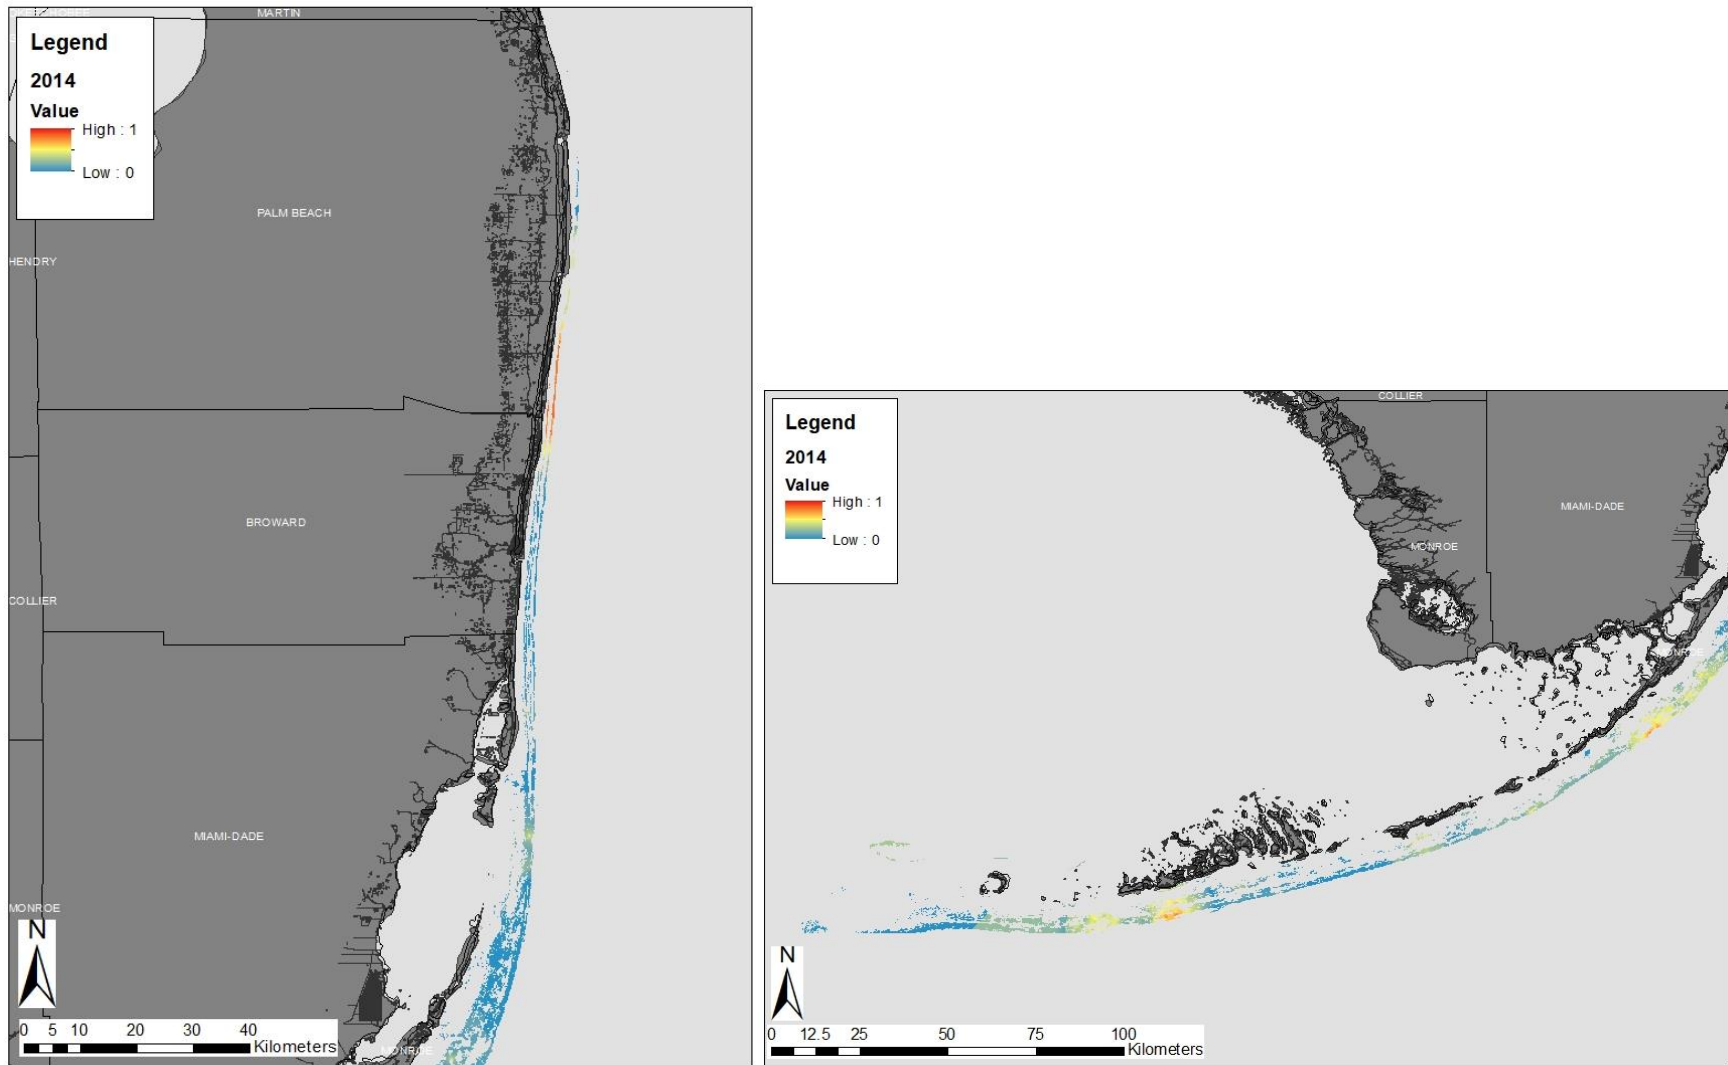 OKEECHOBEE
MARTIN
Legend
2014
Value
High : 1
Low : 0
PALM BEACH
HENDRY
BROWARD
COLLIER
MIAMI-DADE
MONROE
N
0 5 10 20 30 40
Kilometers
MONROE
COLLIER
Legend
2014
Value
High : 1
Low : 0
MIAMI-DADE
MONROE
MONROE
N
0 12.5 25 50 75 100
Kilometers